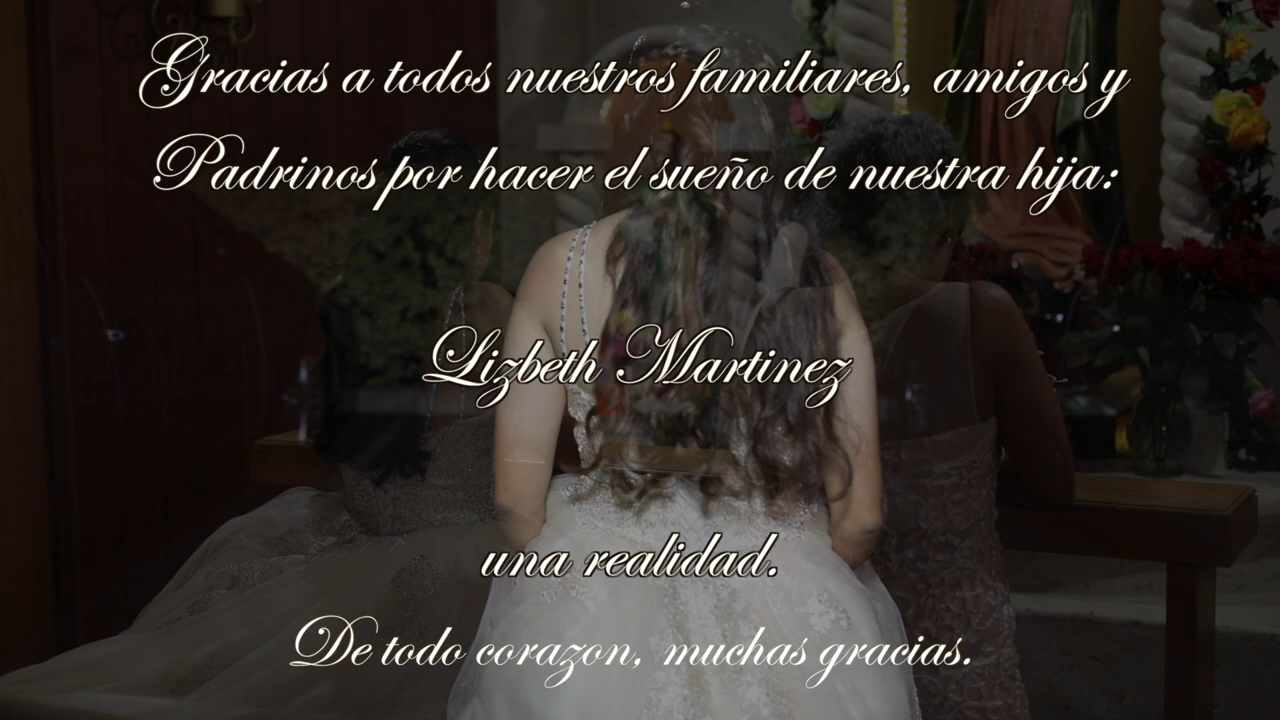 Gracias a todos nuestros familiares, amigos y
Padrinos por hacer el sueño de nuestra hija:
Lizbeth Martinez
una realidad.
De todo corazon, muchas gracias.